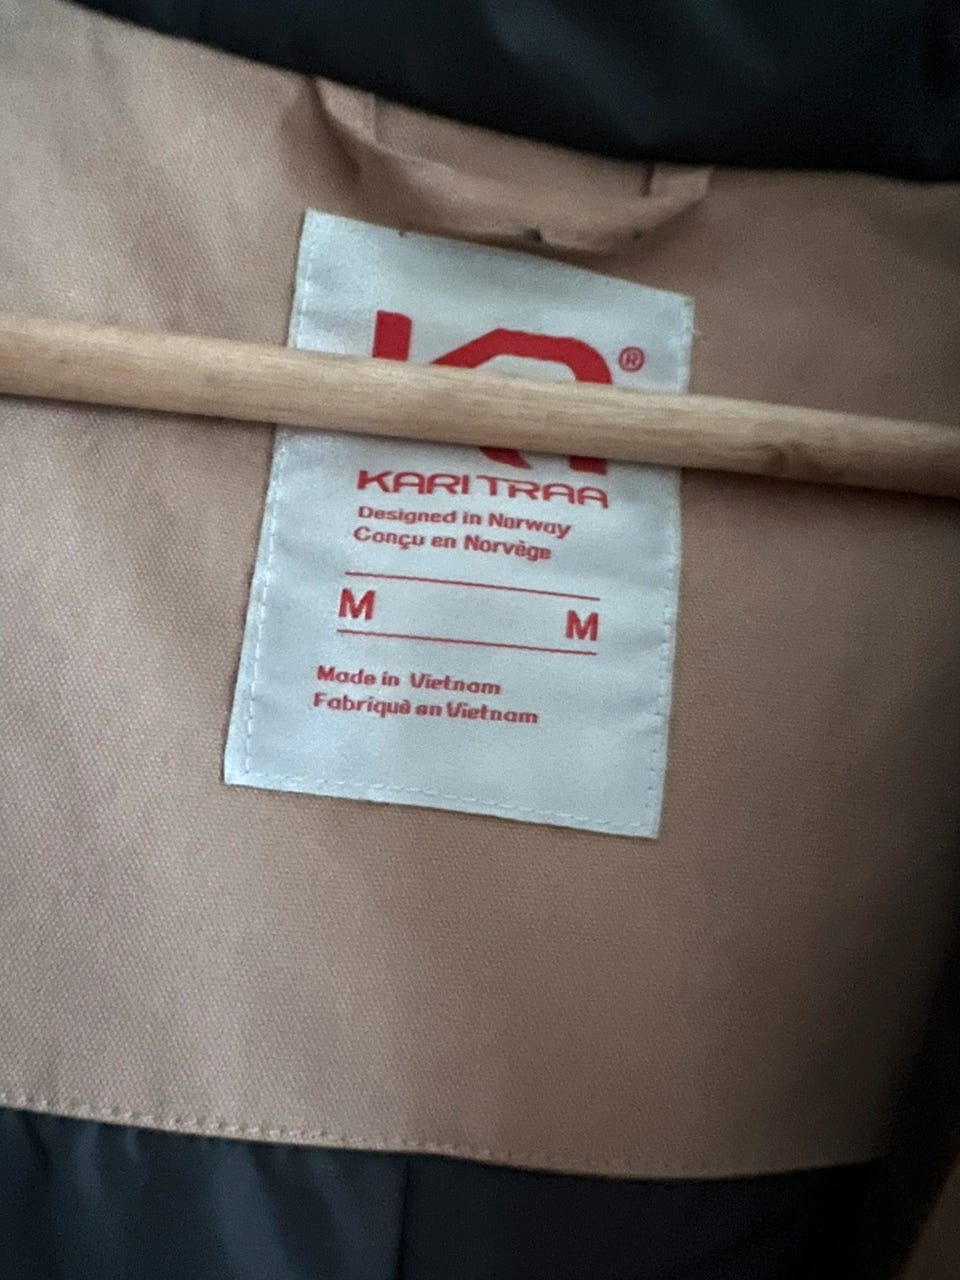 ®
KARI TRAA
Designed in Norway
Conçu en Norvège
M M
Made in Vietnam
Fabriqué en Vietnam